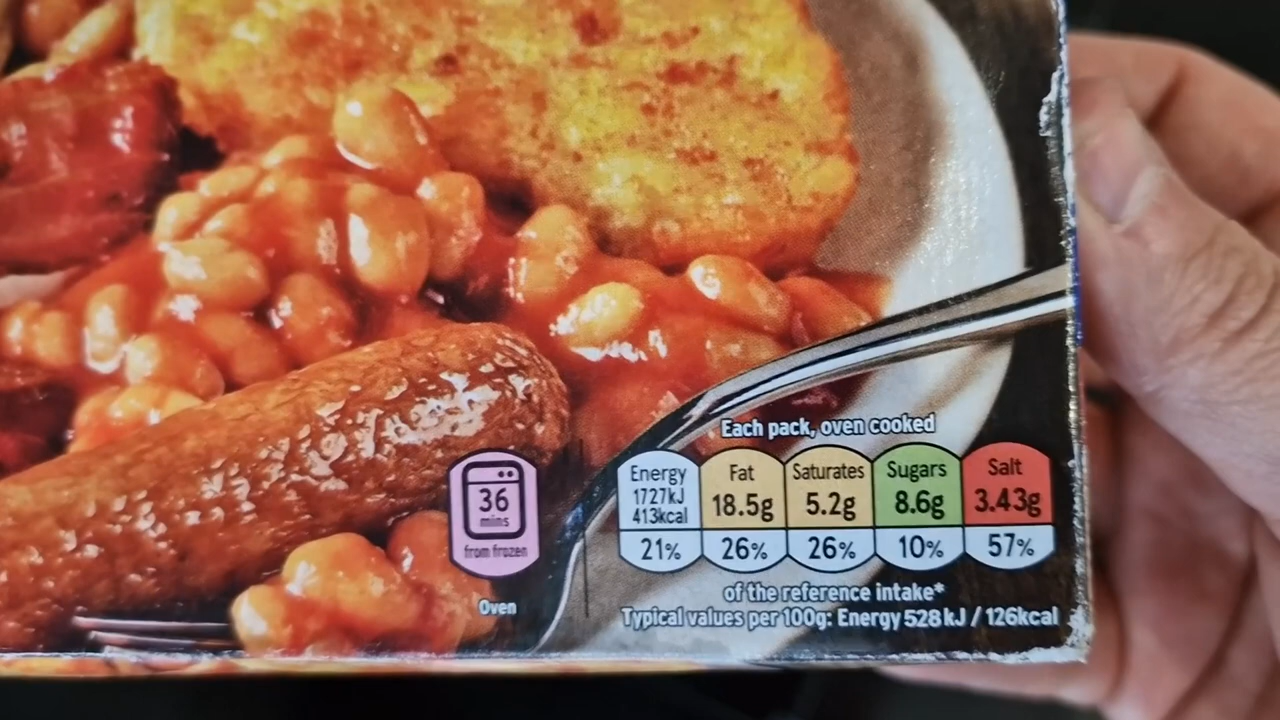 Each pack, oven cooked
36
mins
from frozen
Oven
Energy
1727kJ
413kcal
21%
Fat
18.5g
26%
Saturates
5.2g
26%
Sugars
8.6g
10%
Salt
3.43g
57%
of the reference intake*
Typical values per 100g: Energy 528kJ / 126kcal